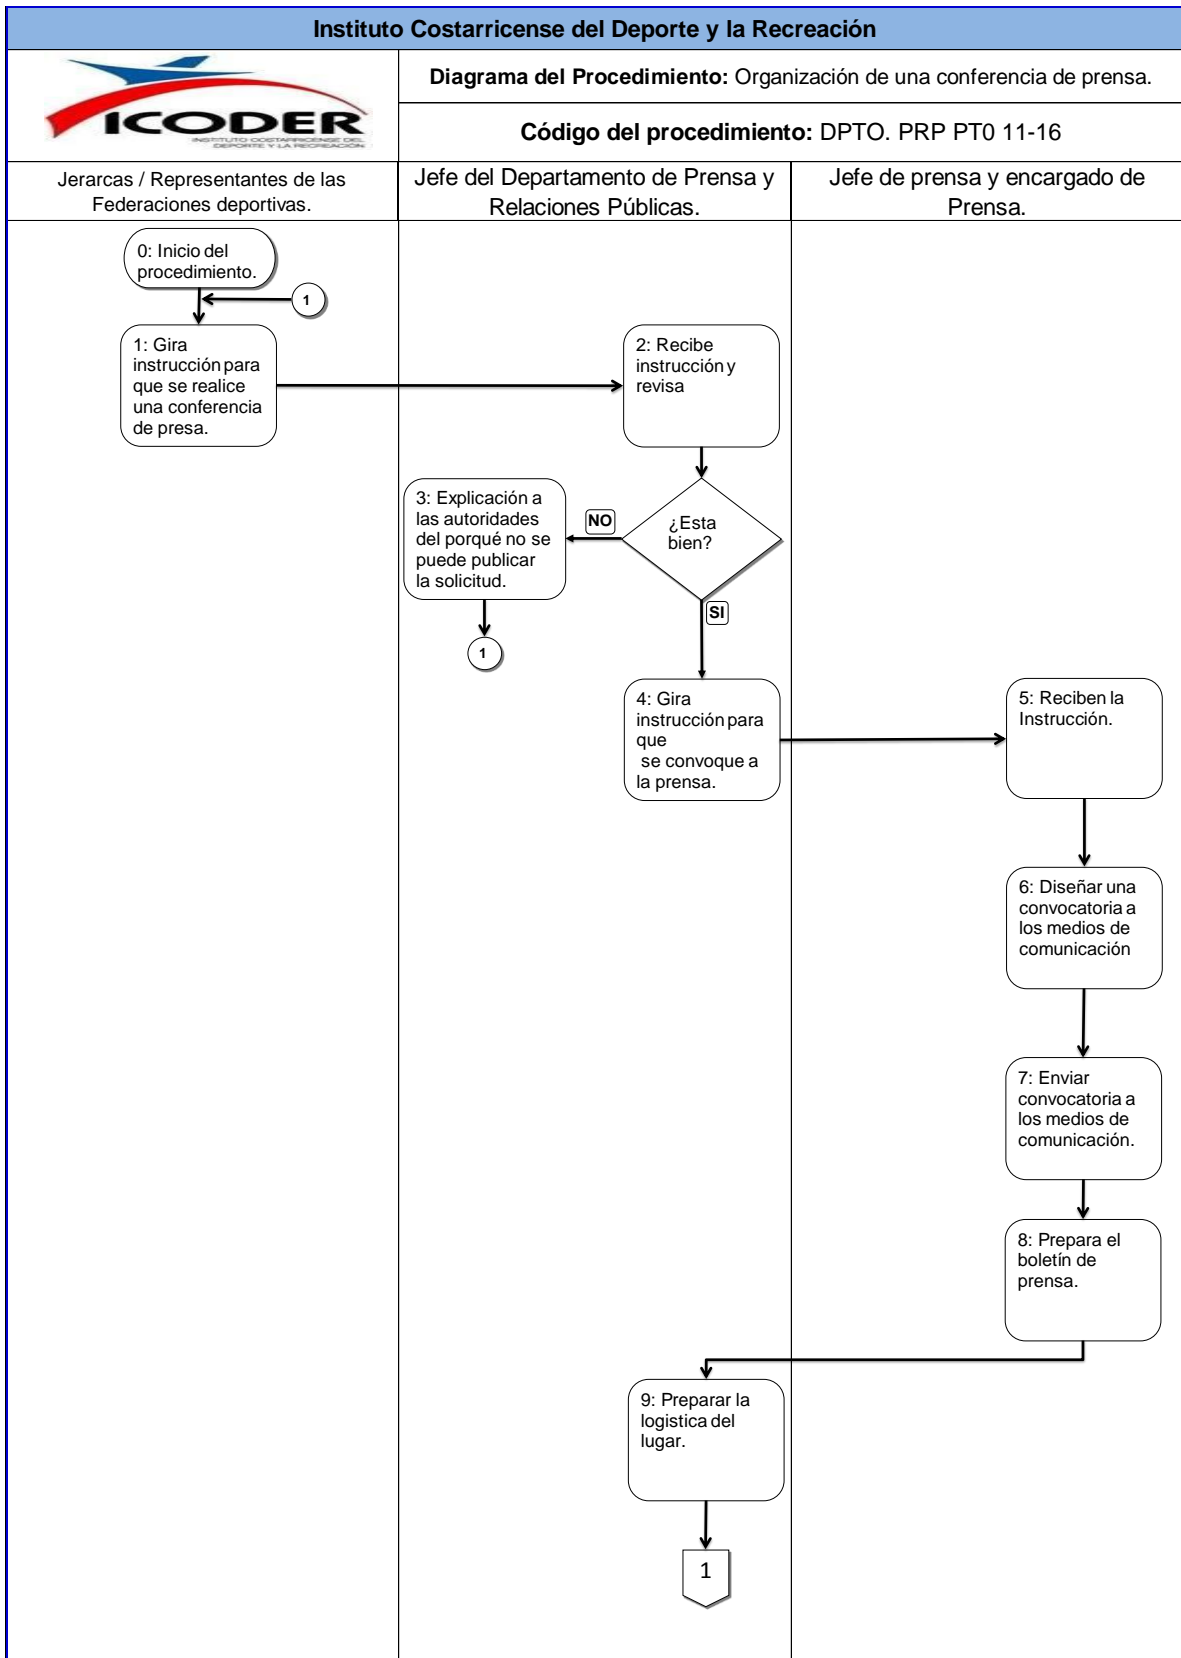 Instituto Costarricense del Deporte y la Recreación
ICODER
INSTITUTO COSTARRICENSE DEL
DEPORTE Y LA RECREACIÓN
Diagrama del Procedimiento: Organización de una conferencia de prensa.
Código del procedimiento: DPTO. PRP PT0 11-16
Jerarcas / Representantes de las
Federaciones deportivas.
Jefe del Departamento de Prensa y
Relaciones Públicas.
Jefe de prensa y encargado de
Prensa.
0: Inicio del
procedimiento.
1
1: Gira
instrucción para
que se realice
una conferencia
de presa.
2: Recibe
instrucción y
revisa
3: Explicación a
las autoridades
del porqué no se
puede publicar
la solicitud.
NO
¿Esta
bien?
SI
1
4: Gira
instrucción para
que
se convoque a
la prensa.
5: Reciben la
Instrucción.
6: Diseñar una
convocatoria a
los medios de
comunicación
7: Enviar
convocatoria a
los medios de
comunicación.
8: Prepara el
boletín de
prensa.
9: Preparar la
logistica del
lugar.
1